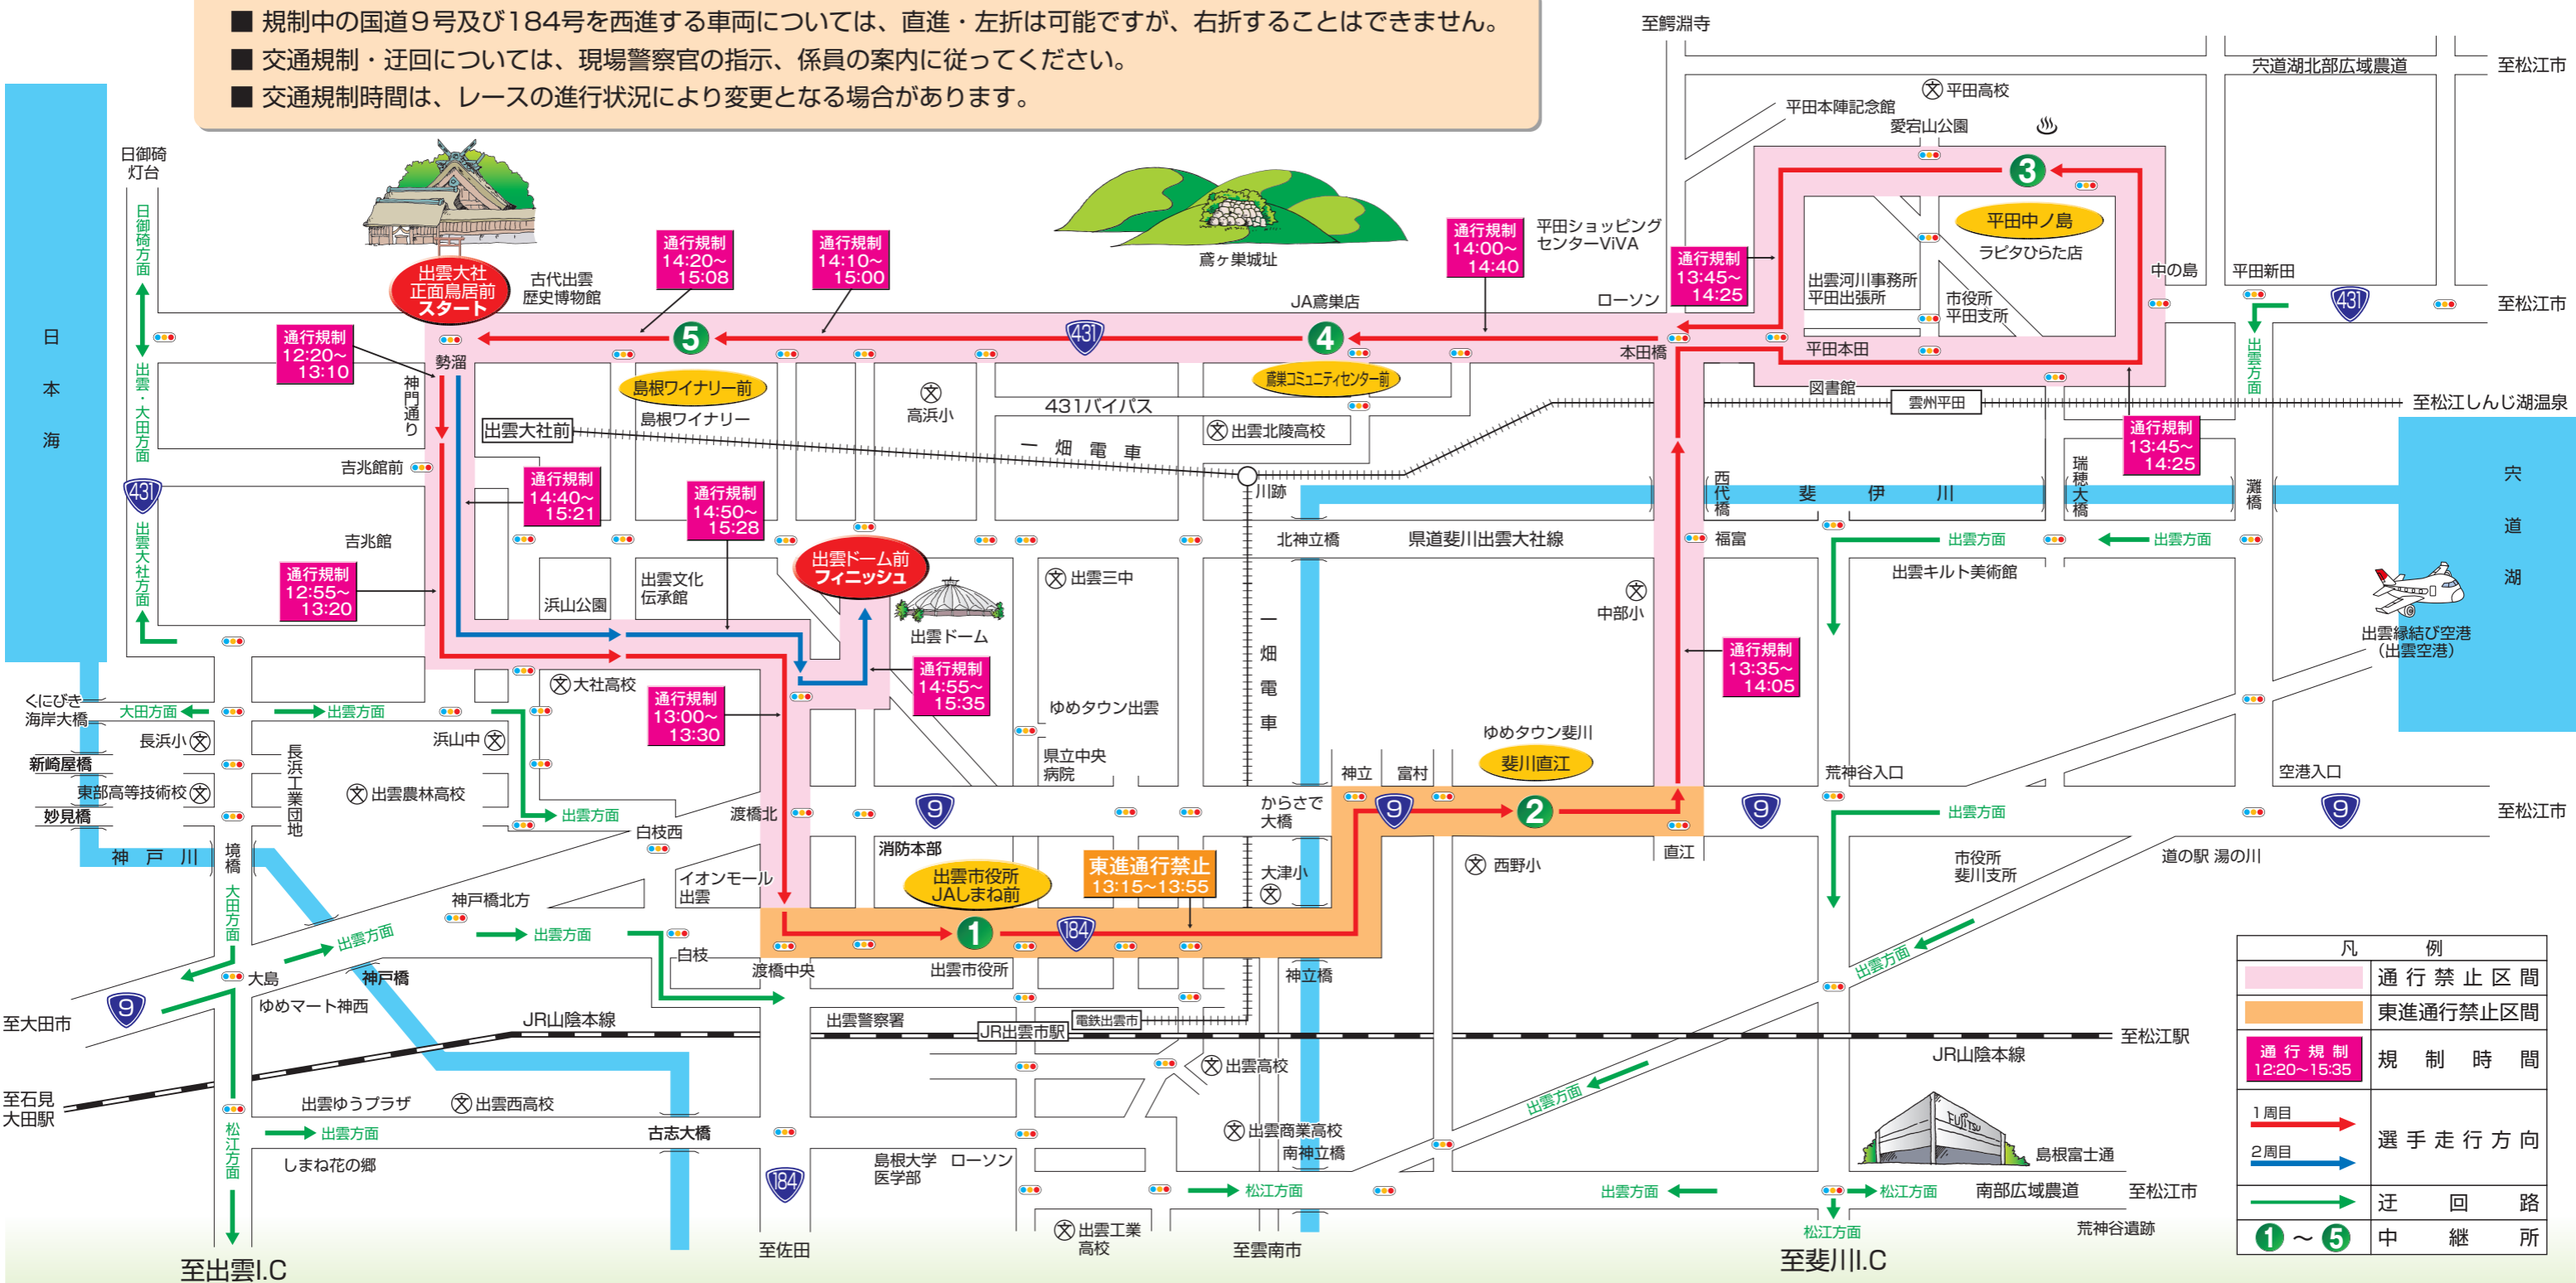 ■ 規制中の国道９号及び184号を西進する車両については、直進・左折は可能ですが、右折することはできません。
■ 交通規制・迂回については、現場警察官の指示、係員の案内に従ってください。
■ 交通規制時間は、レースの進行状況により変更となる場合があります。
至鰐淵寺
宍道湖北部広域農道
至松江市
平田高校
平田本陣記念館
愛宕山公園
日御碕
灯台
日御碕方面
出雲・大田方面
431
出雲大社方面
日本海
出雲大社
正面鳥居前
スタート
古代出雲
歴史博物館
通行規制
14:20～
15:08
通行規制
14:10～
15:00
鳶ヶ巣城址
通行規制
14:00～
14:40
平田ショッピング
センターViVA
通行規制
13:45～
14:25
3
平田中ノ島
ラピタひらた店
出雲河川事務所
平田出張所
市役所
平田支所
中の島
平田新田
431
至松江市
出雲方面
JA鳶巣店
ローソン
通行規制
12:20～
13:10
勢溜
神門通り
5
431
4
本田橋
平田本田
島根ワイナリー前
島根ワイナリー
鳶巣コミュニティセンター前
高浜小
431バイパス
図書館
雲州平田
至松江しんじ湖温泉
出雲大社前
一畑電車
出雲北陵高校
通行規制
13:45～
14:25
吉兆館前
通行規制
14:40～
15:21
通行規制
14:50～
15:28
川跡
西代橋
斐伊川
瑞穂大橋
灘橋
宍道湖
吉兆館
北神立橋
県道斐川出雲大社線
福富
出雲方面
出雲方面
出雲キルト美術館
出雲ドーム前
フィニッシュ
通行規制
12:55～
13:20
浜山公園
出雲文化
伝承館
出雲三中
出雲ドーム
中部小
一畑電車
出雲縁結び空港
（出雲空港）
通行規制
13:35～
14:05
大社高校
通行規制
14:55～
15:35
通行規制
13:00～
13:30
くにびき
海岸大橋
大田方面
出雲方面
長浜小
浜山中
新崎屋橋
東部高等技術校
妙見橋
長浜工業団地
出雲農林高校
出雲方面
ゆめタウン出雲
県立中央
病院
ゆめタウン斐川
斐川直江
神立
富村
荒神谷入口
空港入口
渡橋北
9
からさで
大橋
9
2
9
出雲方面
9
至松江市
白枝西
消防本部
神戸川
境橋
大田方面
イオンモール
出雲
出雲市役所
JAしまね前
東進通行禁止
13:15～13:55
大津小
西野小
直江
市役所
斐川支所
道の駅 湯の川
神戸橋北方
出雲方面
出雲方面
白枝
渡橋中央
1
184
出雲市役所
神立橋
出雲方面
大島
神戸橋
9
ゆめマート神西
至大田市
JR山陰本線
出雲警察署
JR出雲市駅
電鉄出雲市
至松江駅
JR山陰本線
至石見
大田駅
出雲ゆうプラザ
出雲西高校
出雲高校
出雲方面
松江方面
出雲方面
古志大橋
しまね花の郷
出雲商業高校
南神立橋
島根大学
医学部
ローソン
184
松江方面
FUJITSU
島根富士通
出雲方面
松江方面
南部広域農道
至松江市
出雲工業
高校
松江方面
荒神谷遺跡
至佐田
至雲南市
至出雲I.C
至斐川I.C
凡例
通行禁止区間
東進通行禁止区間
通行規制
12:20～15:35
規制時間
1周目
2周目
選手走行方向
迂回路
1～5
中継所